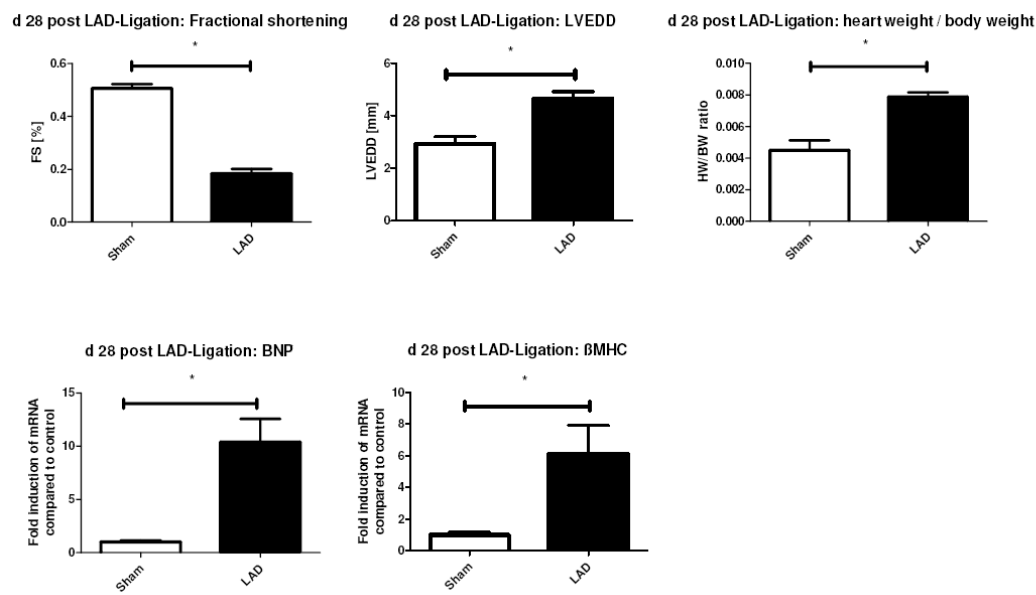 d 28 post LAD-Ligation: Fractional shortening
*
0.6
0.4
0.2
0.0
FS [%]
Sham
LAD
d 28 post LAD-Ligation: LVEDD
*
6
4
2
0
LVEDD [mm]
Sham
LAD
d 28 post LAD-Ligation: heart weight / body weight
*
0.010
0.008
0.006
0.004
0.002
0.000
HW/BW ratio
Sham
LAD
d 28 post LAD-Ligation: BNP
*
15
10
5
0
Fold induction of mRNA
compared to control
Sham
LAD
d 28 post LAD-Ligation: ßMHC
*
10
8
6
4
2
0
Fold induction of mRNA
compared to control
Sham
LAD